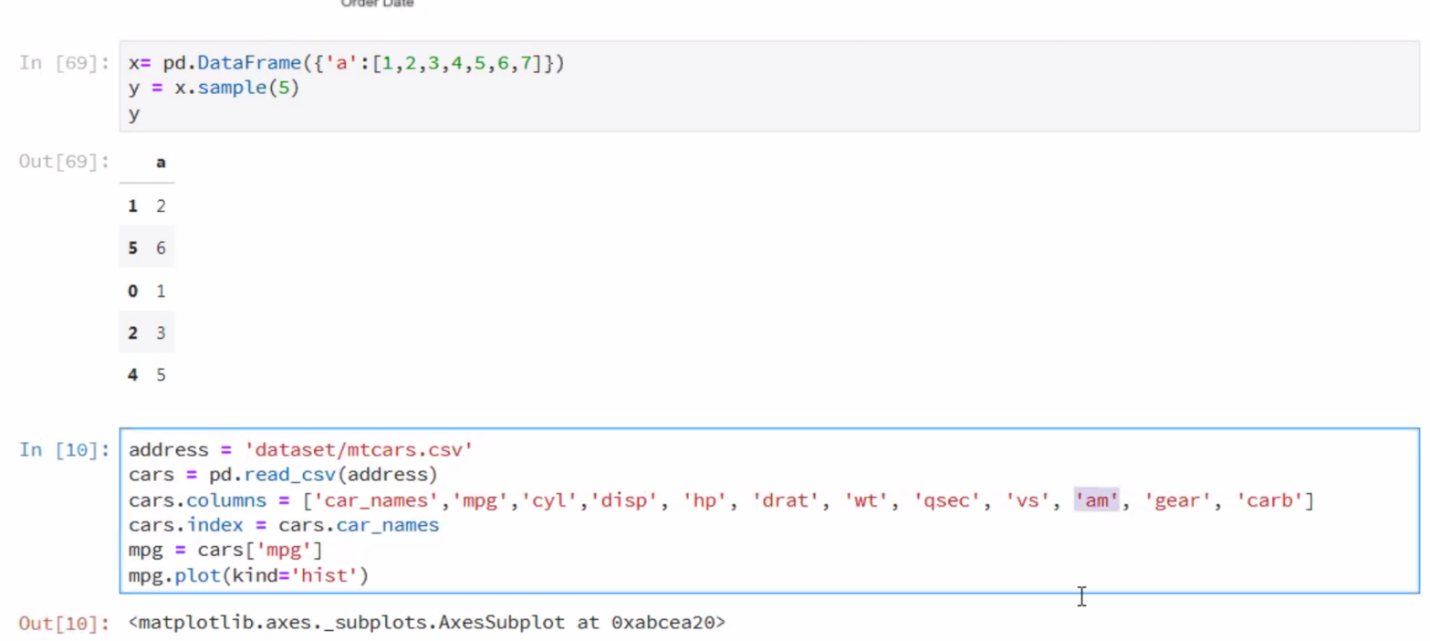 Order Date
In [69]: x= pd.DataFrame({'a':[1,2,3,4,5,6,7]})
y = x.sample(5)
y
Out[69]: a
1 2
5 6
0 1
2 3
4 5
In [10]: address = 'dataset/mtcars.csv'
cars = pd.read_csv(address)
cars.columns = ['car_names','mpg','cyl','disp', 'hp', 'drat', 'wt', 'qsec', 'vs', 'am', 'gear', 'carb']
cars.index = cars.car_names
mpg = cars['mpg']
mpg.plot(kind='hist')
Out[10]: <matplotlib.axes._subplots.AxesSubplot at 0xabcea20>